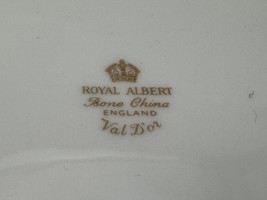 ROYAL ALBERT
Bone China
ENGLAND
Val D'or